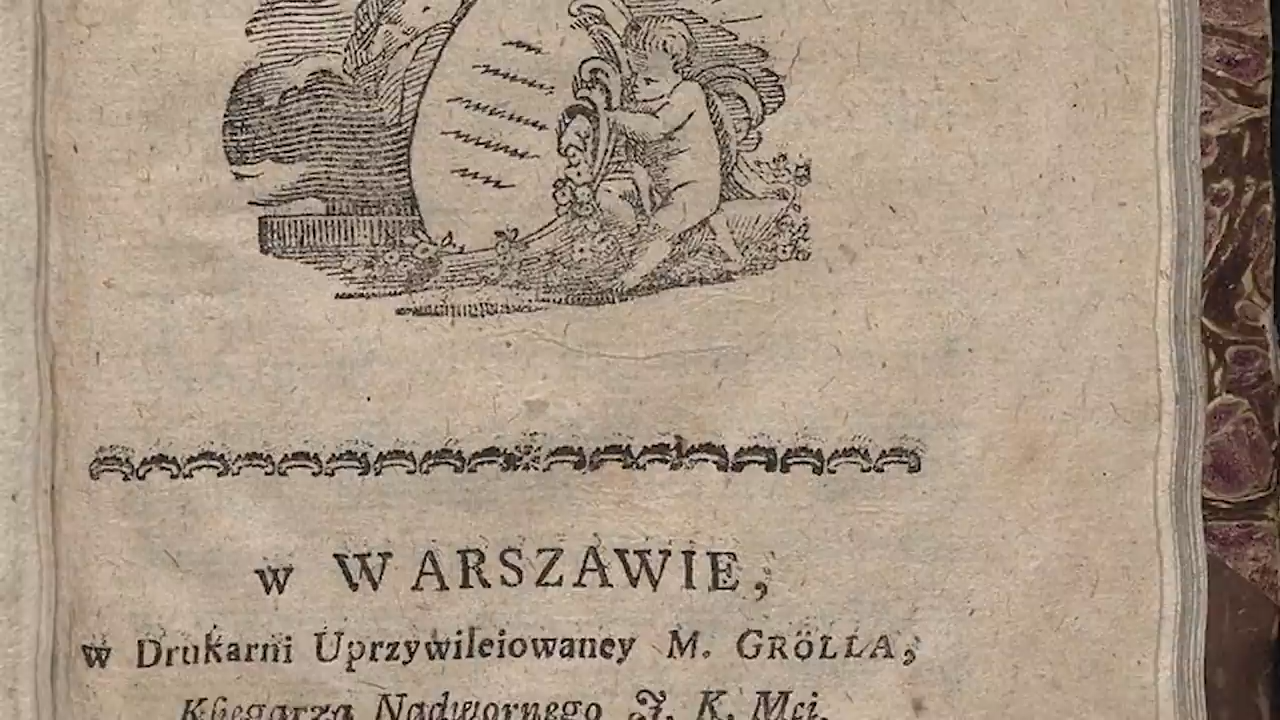 w WARSZAWIE,
w Drukarni Uprzywileiowaney M. GRÖLLA,
Księgarza Nadwornego J. K. Mci.